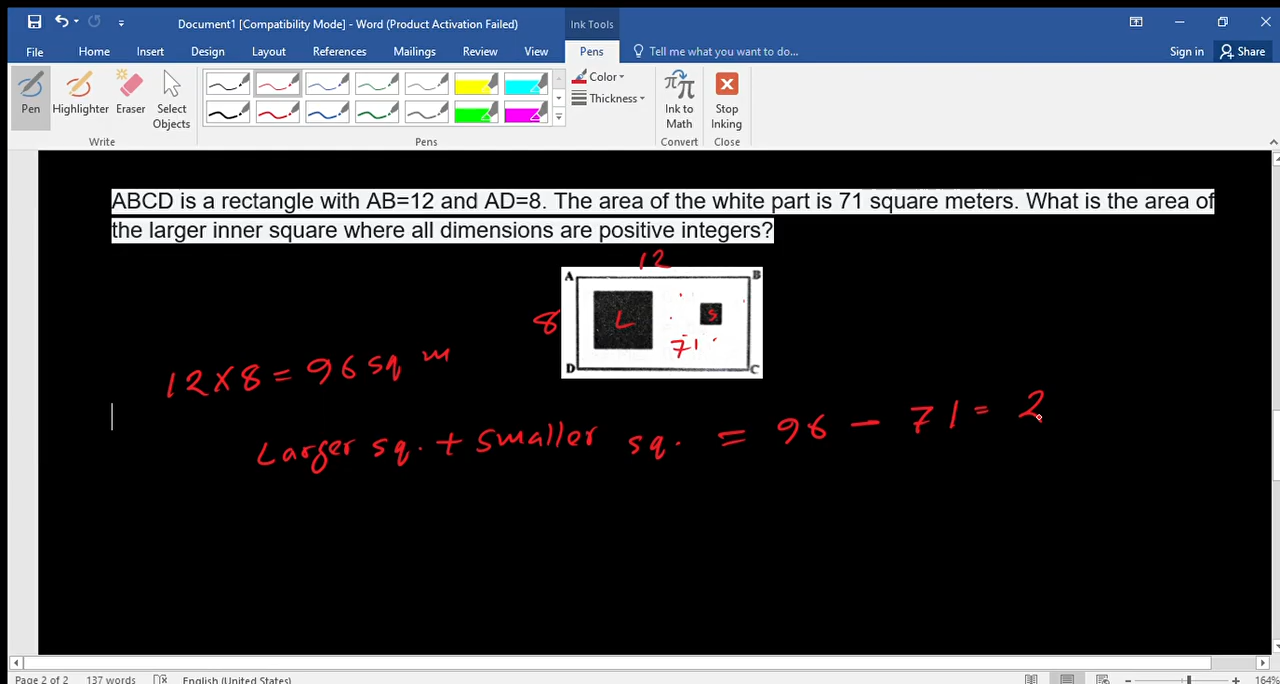 Document1 [Compatibility Mode] - Word (Product Activation Failed)
Ink Tools
File Home Insert Design Layout References Mailings Review View Pens Tell me what you want to do... Sign in Share
Pen Highlighter Eraser Select Objects
Color
Thickness
Ink to Math
Stop Inking
Write Pens Convert Close
ABCD is a rectangle with AB=12 and AD=8. The area of the white part is 71 square meters. What is the area of
the larger inner square where all dimensions are positive integers?
12
A B
8 L S
71
D C
12 X 8 = 96 sq m
Larger sq. + smaller sq. = 96 - 71 = 2
Page 2 of 2 137 words English (United States) 164%